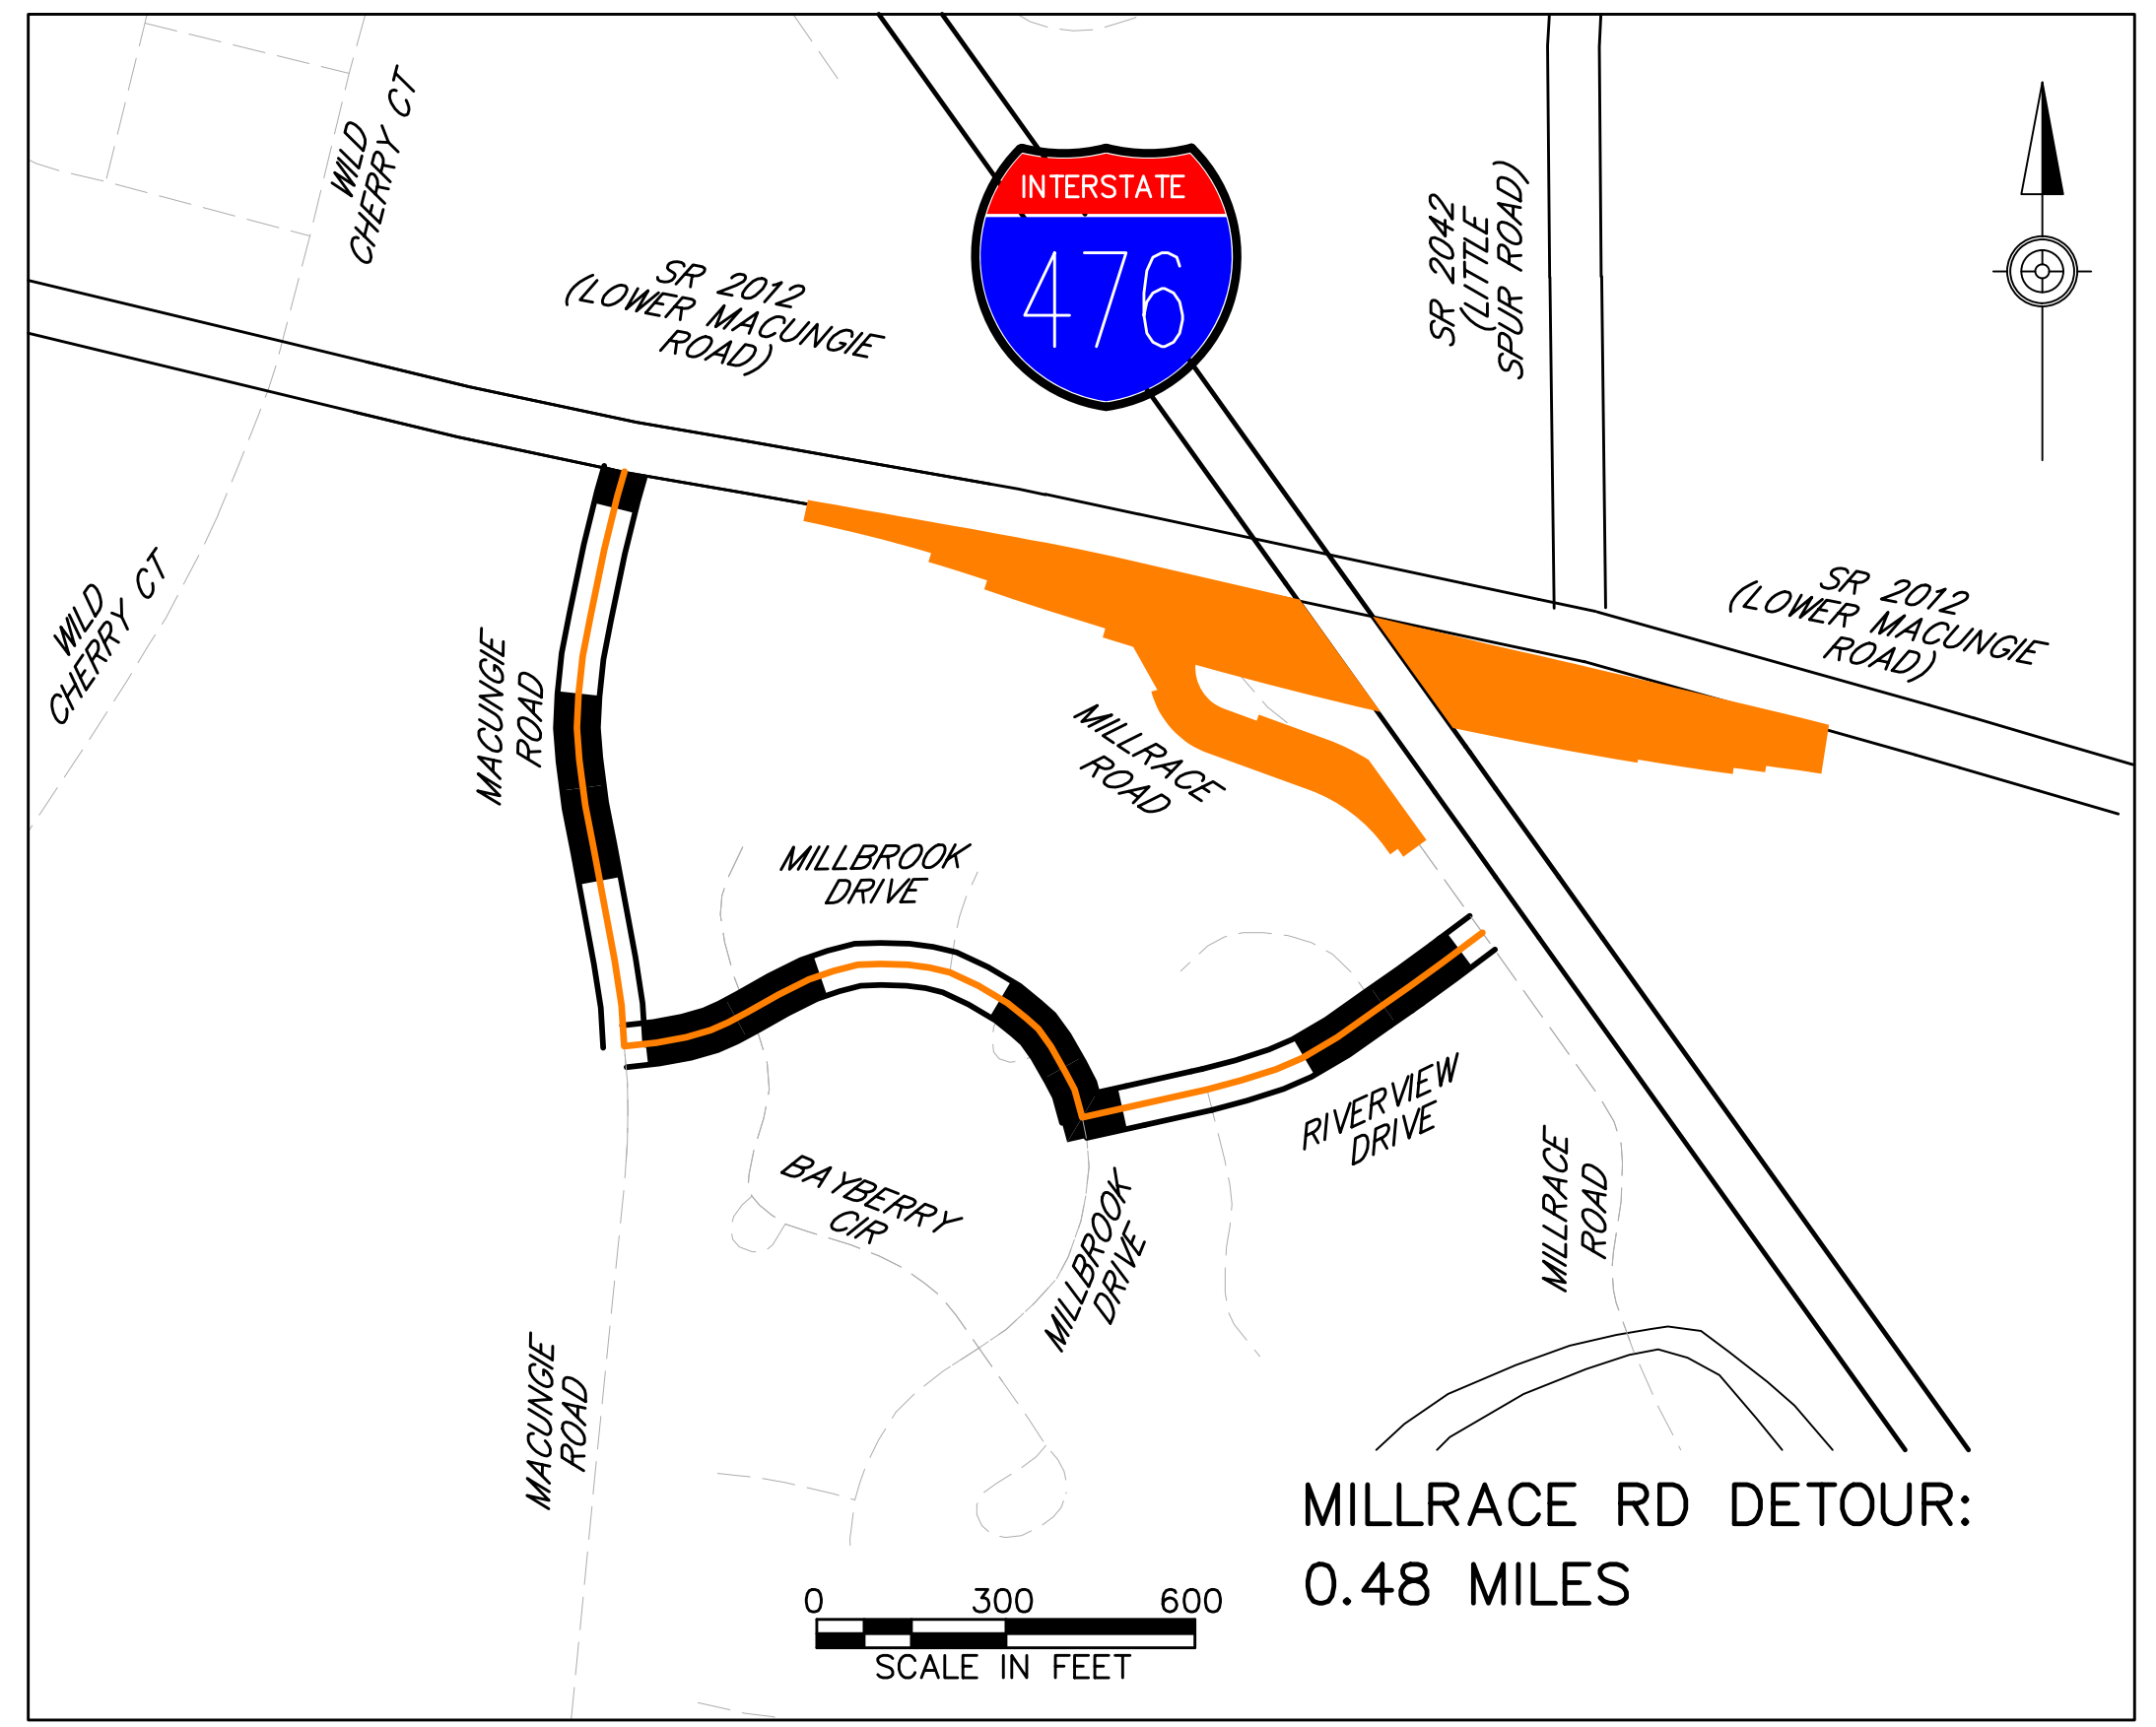 WILD
CHERRY CT
INTERSTATE
476
SR 2012
(LOWER MACUNGIE
ROAD)
SR 2042
(LITTLE
SPUR ROAD)
WILD
CHERRY CT
SR 2012
(LOWER MACUNGIE
ROAD)
MACUNGIE
ROAD
MILLRACE
ROAD
MILLBROOK
DRIVE
RIVERVIEW
DRIVE
BAYBERRY
CIR
MILLBROOK
DRIVE
MILLRACE
ROAD
MACUNGIE
ROAD
MILLRACE RD DETOUR:
0.48 MILES
0 300 600
SCALE IN FEET